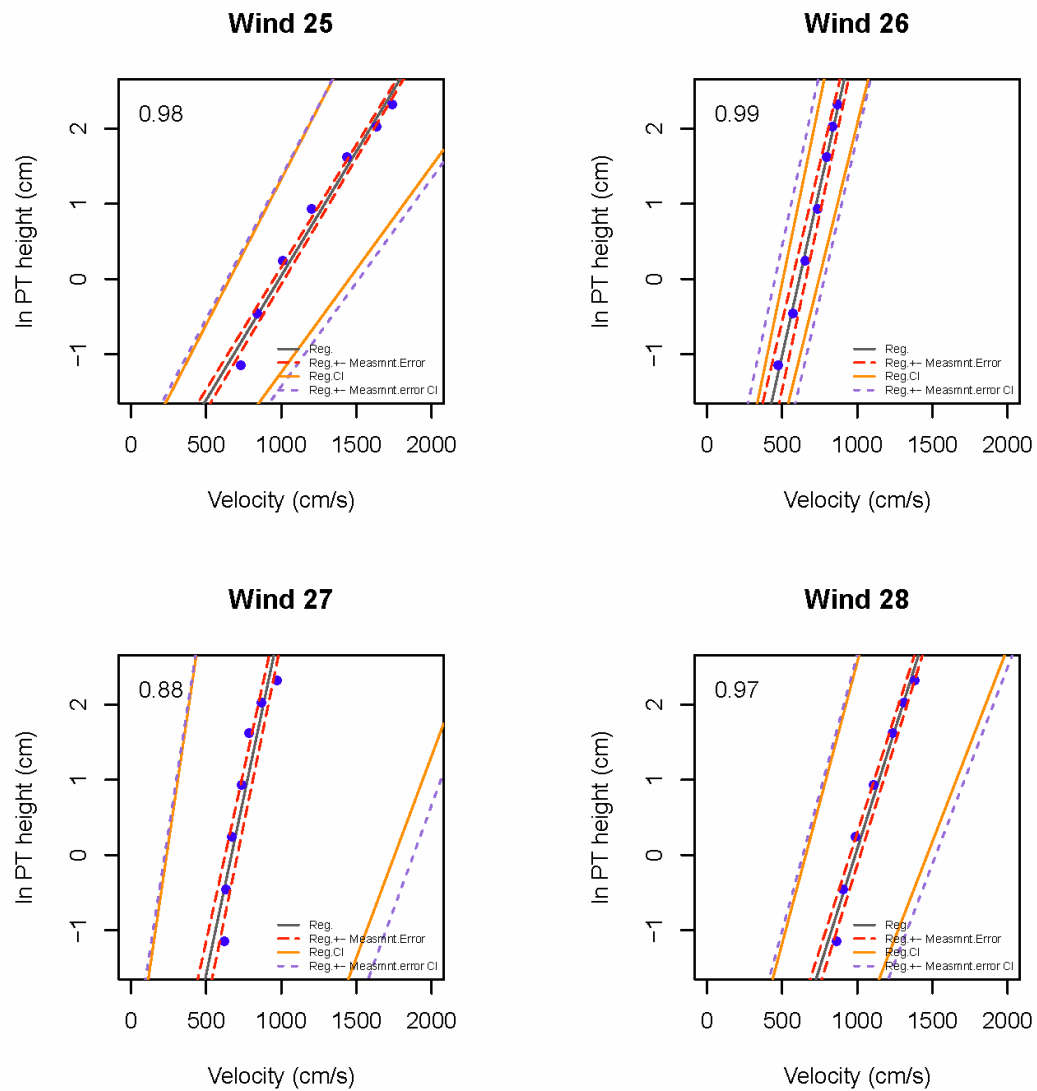 Wind 25
0.98
ln PT height (cm)
2
1
0
−1
Reg.
Reg.+− Measmnt.Error
Reg.CI
Reg.+− Measmnt.error CI
0 500 1000 1500 2000
Velocity (cm/s)
Wind 26
0.99
ln PT height (cm)
2
1
0
−1
Reg.
Reg.+− Measmnt.Error
Reg.CI
Reg.+− Measmnt.error CI
0 500 1000 1500 2000
Velocity (cm/s)
Wind 27
0.88
ln PT height (cm)
2
1
0
−1
Reg.
Reg.+− Measmnt.Error
Reg.CI
Reg.+− Measmnt.error CI
0 500 1000 1500 2000
Velocity (cm/s)
Wind 28
0.97
ln PT height (cm)
2
1
0
−1
Reg.
Reg.+− Measmnt.Error
Reg.CI
Reg.+− Measmnt.error CI
0 500 1000 1500 2000
Velocity (cm/s)